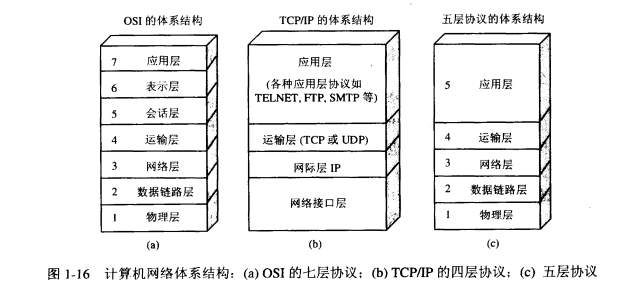 OSI 的体系结构
7 应用层
6 表示层
5 会话层
4 运输层
3 网络层
2 数据链路层
1 物理层
(a)
TCP/IP 的体系结构
应用层
(各种应用层协议如
TELNET, FTP, SMTP 等)
运输层 (TCP 或 UDP)
网际层 IP
网络接口层
(b)
五层协议的体系结构
5 应用层
4 运输层
3 网络层
2 数据链路层
1 物理层
(c)
图 1-16 计算机网络体系结构：(a) OSI 的七层协议；(b) TCP/IP 的四层协议；(c) 五层协议